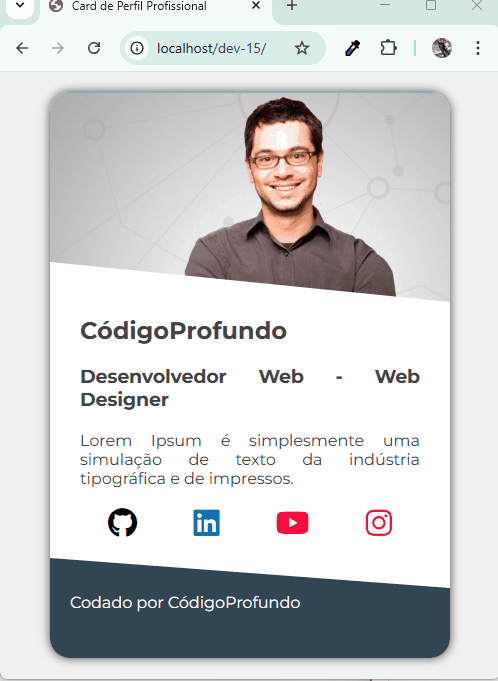 Card de Perfil Profissional
localhost/dev-15/
CódigoProfundo
Desenvolvedor Web - Web
Designer
Lorem Ipsum é simplesmente uma
simulação de texto da indústria
tipográfica e de impressos.
in
Codado por CódigoProfundo